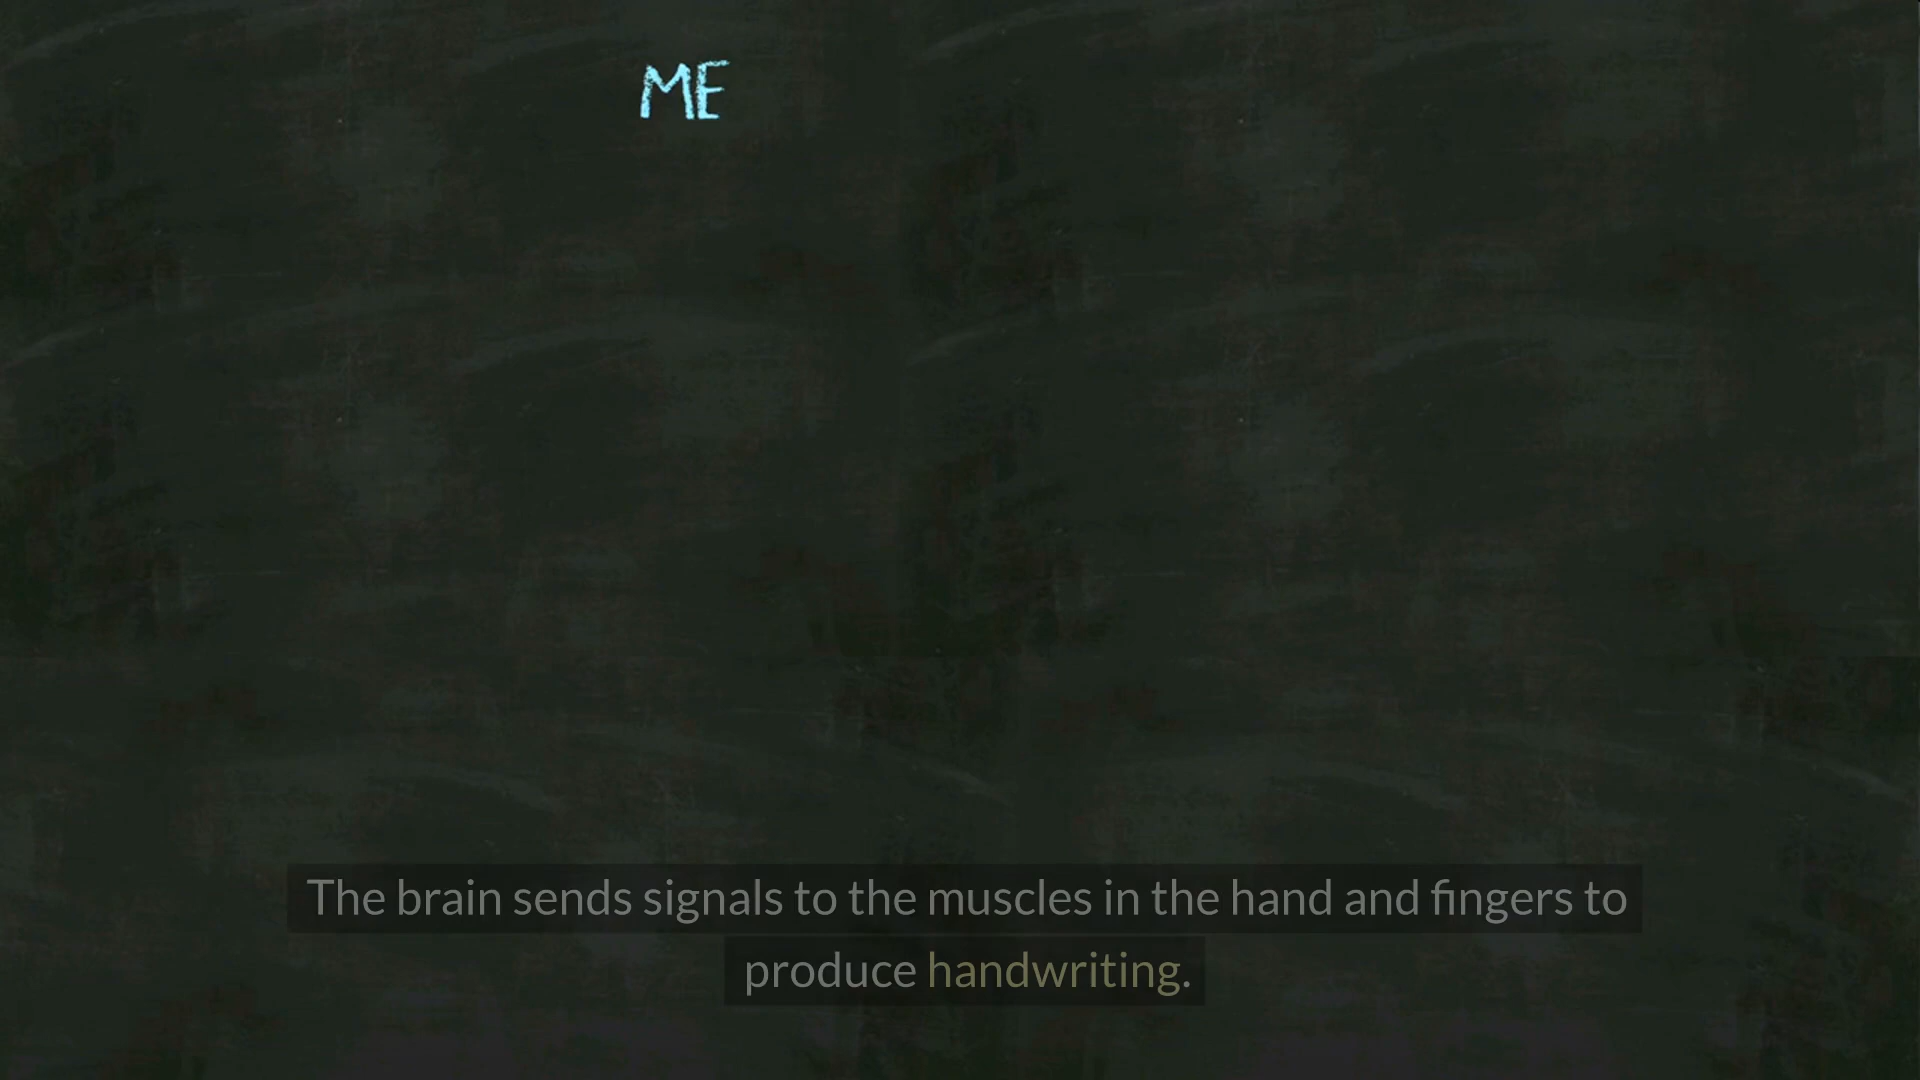 ME
The brain sends signals to the muscles in the hand and fingers to
produce handwriting.